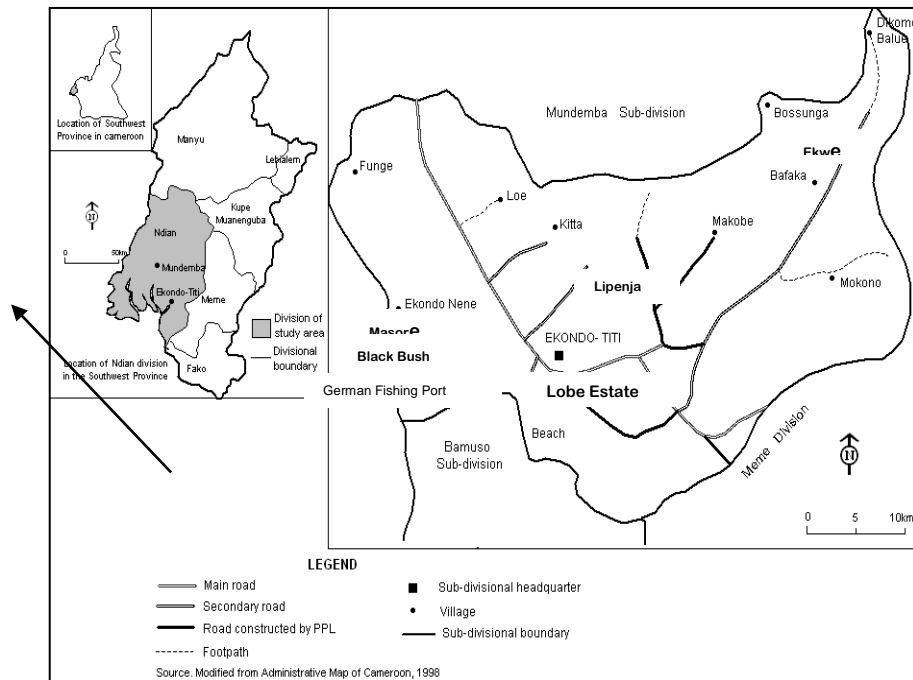 Location of Southwest
Province in cameroon
Manyu
Lebialem
Kupe
Muanenguba
Ndian
N
0 50km
Mundemba
Ekondo-Titi
Meme
Fako
Division of
study area
Divisional
boundary
Location of Ndian division
in the Southwest Province
Dikome
Balue
Mundemba Sub-division
Bossunga
Ekwe
Funge
Bafaka
Loe
Kitta
Makobe
Lipenja
Mokono
Ekondo Nene
Masore
EKONDO- TITI
Black Bush
German Fishing Port
Lobe Estate
Beach
Bamuso
Sub-division
Meme Division
N
0 5 10km
LEGEND
Main road
Secondary road
Road constructed by PPL
Footpath
Sub-divisional headquarter
Village
Sub-divisional boundary
Source. Modified from Administrative Map of Cameroon, 1998